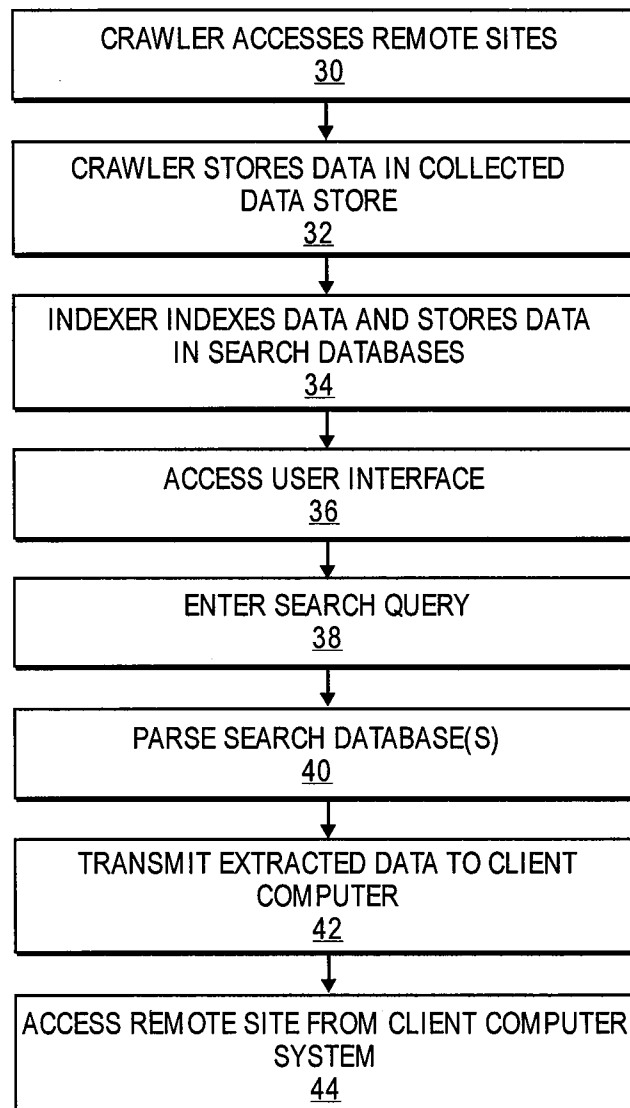 CRAWLER ACCESSES REMOTE SITES
30
CRAWLER STORES DATA IN COLLECTED
DATA STORE
32
INDEXER INDEXES DATA AND STORES DATA
IN SEARCH DATABASES
34
ACCESS USER INTERFACE
36
ENTER SEARCH QUERY
38
PARSE SEARCH DATABASE(S)
40
TRANSMIT EXTRACTED DATA TO CLIENT
COMPUTER
42
ACCESS REMOTE SITE FROM CLIENT COMPUTER
SYSTEM
44